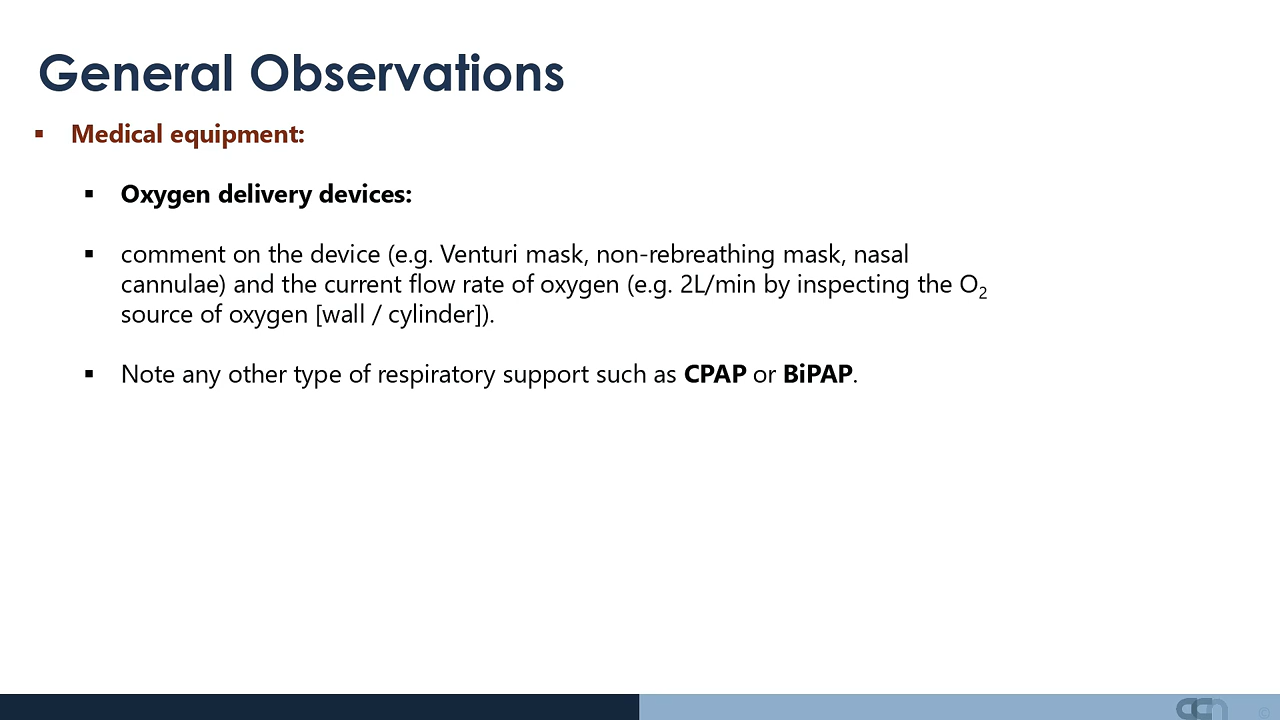 General Observations
▪ Medical equipment:
▪ Oxygen delivery devices:
▪ comment on the device (e.g. Venturi mask, non-rebreathing mask, nasal
cannulae) and the current flow rate of oxygen (e.g. 2L/min by inspecting the O₂
source of oxygen [wall / cylinder]).
▪ Note any other type of respiratory support such as CPAP or BiPAP.